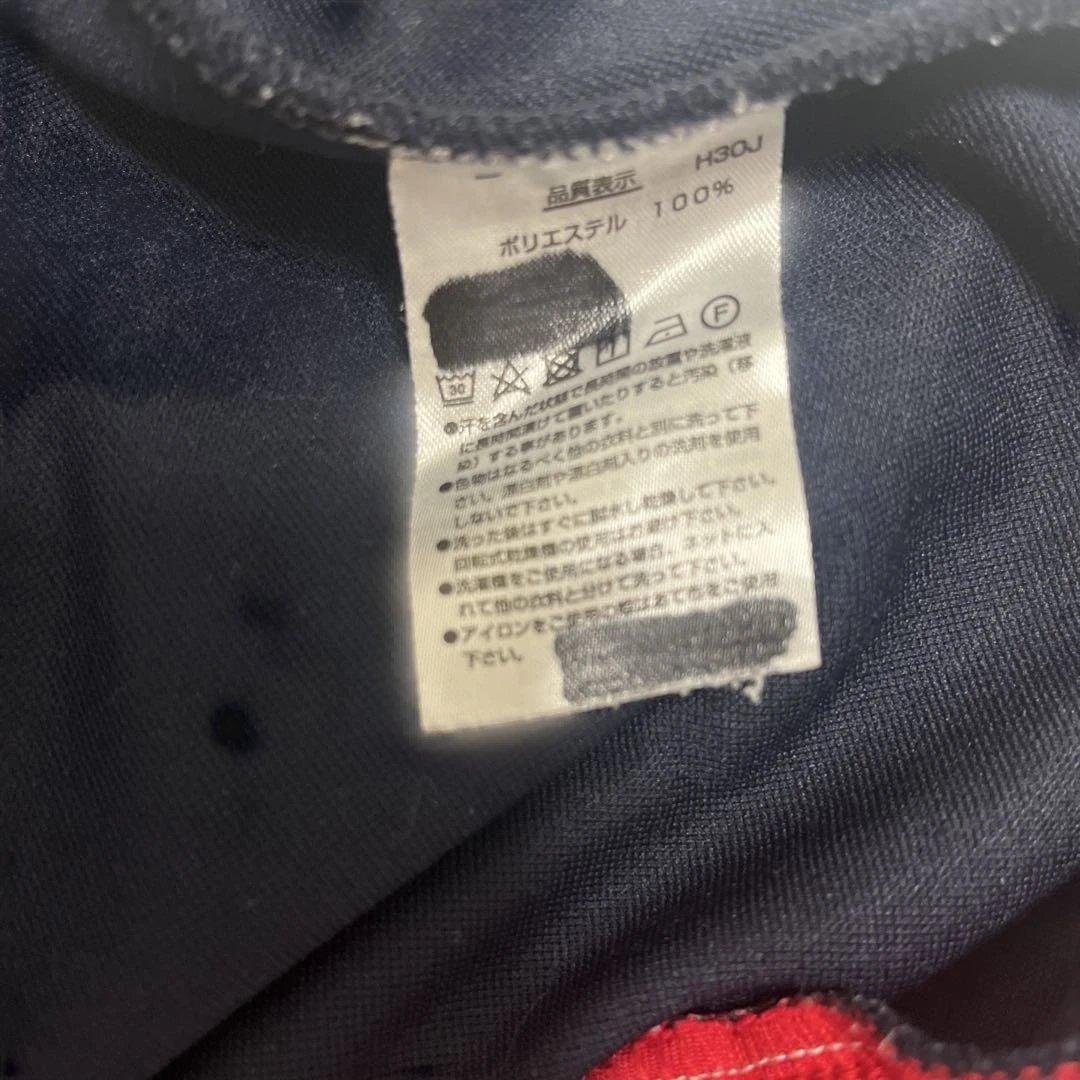 H30J
品質表示
ポリエステル 100%
30
F
●汗を含んだ状態で長時間の放置や洗濯液
に長時間漬けて置いたりすると汚染(移
染)する事があります。
●色物はなるべく他の衣料と別に洗って下
さい。漂白剤や漂白剤入りの洗剤を使用
しないで下さい。
●洗った後はすぐに脱水し乾燥して下さい。
回転式乾燥機の使用はお避け下さい。
●洗濯機をご使用になる場合、ネットに入
れて他の衣料と分けて洗って下さい。
●アイロンをご使用の際はあて布をご使用
下さい。